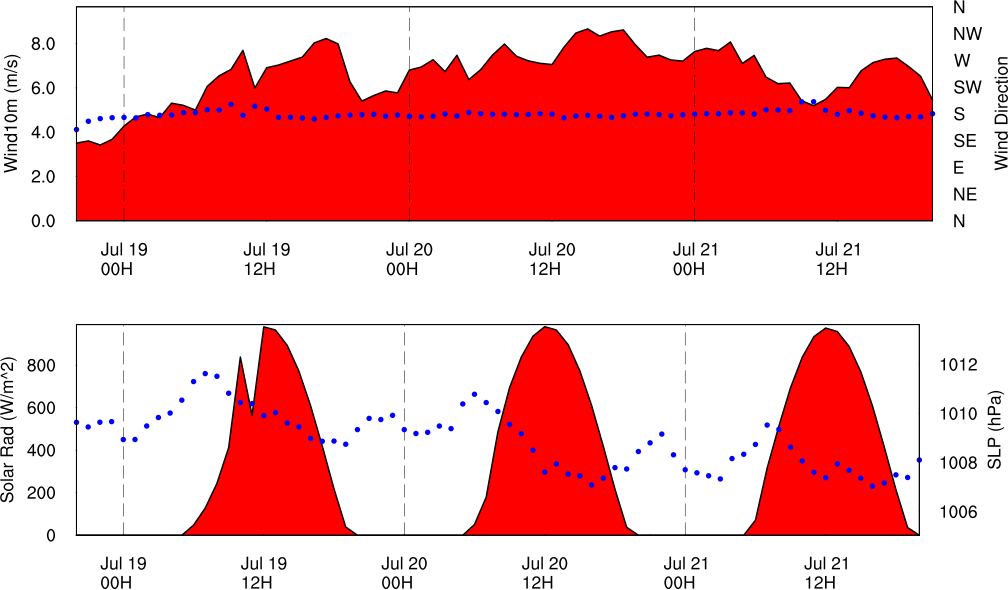 Wind10m (m/s)
8.0
6.0
4.0
2.0
0.0
N
NW
W
SW
S
SE
E
NE
N
Wind Direction
Jul 19 Jul 19 Jul 20 Jul 20 Jul 21 Jul 21
00H 12H 00H 12H 00H 12H
Solar Rad (W/m^2)
800
600
400
200
0
1012
1010
1008
1006
SLP (hPa)
Jul 19 Jul 19 Jul 20 Jul 20 Jul 21 Jul 21
00H 12H 00H 12H 00H 12H